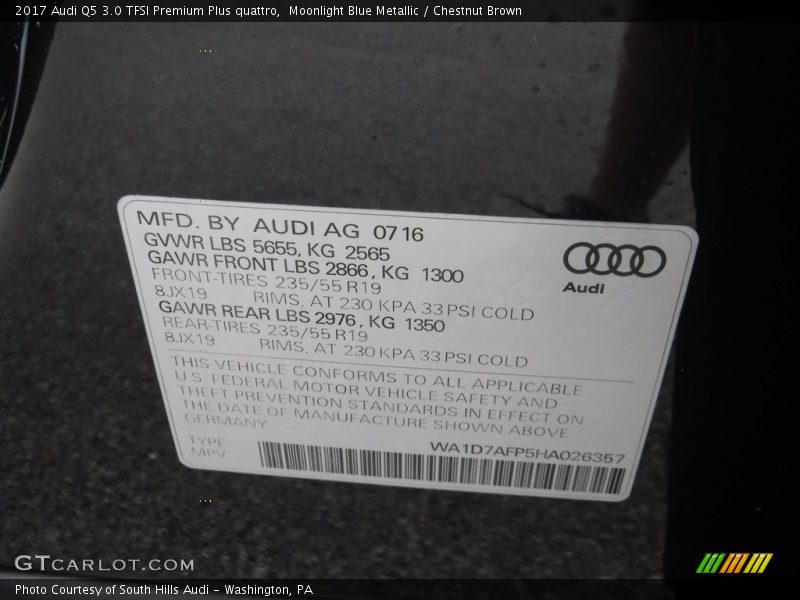 2017 Audi Q5 3.0 TFSI Premium Plus quattro,  Moonlight Blue Metallic / Chestnut Brown
MFD. BY AUDI AG 0716
GVWR LBS 5655, KG 2565
GAWR FRONT LBS 2866, KG 1300
FRONT-TIRES 235/55 R19
8JX19 RIMS, AT 230 KPA 33 PSI COLD
GAWR REAR LBS 2976, KG 1350
REAR-TIRES 235/55 R19
8JX19 RIMS, AT 230 KPA 33 PSI COLD
Audi
THIS VEHICLE CONFORMS TO ALL APPLICABLE
U.S. FEDERAL MOTOR VEHICLE SAFETY AND
THEFT PREVENTION STANDARDS IN EFFECT ON
THE DATE OF MANUFACTURE SHOWN ABOVE
GERMANY
TYPE
MPV
WA1D7AFP5HA026357
GTCARLOT.COM
Photo Courtesy of South Hills Audi - Washington, PA